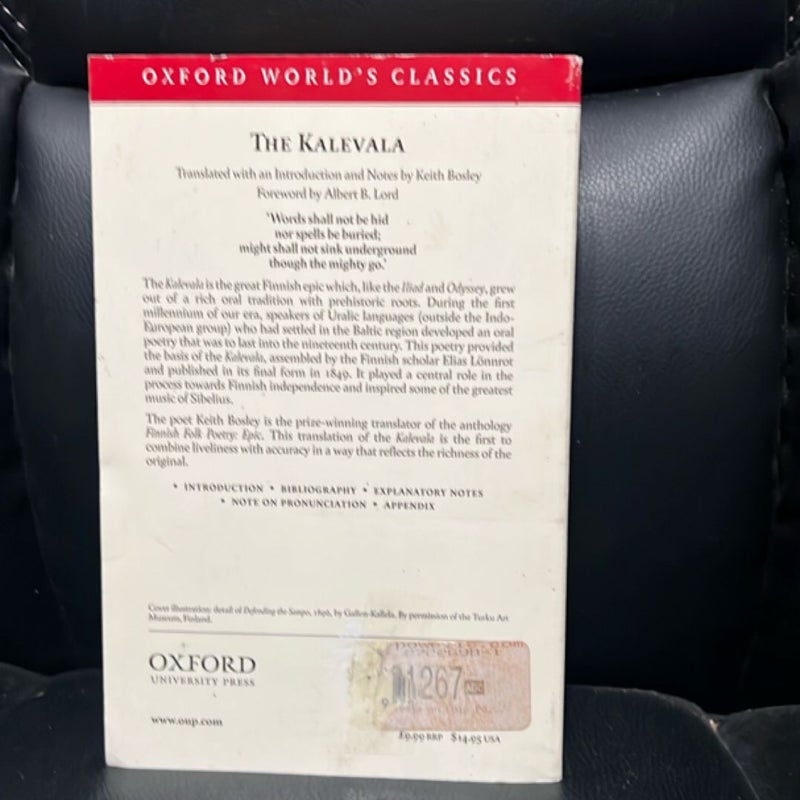 OXFORD WORLD'S CLASSICS
THE KALEVALA
Translated with an Introduction and Notes by Keith Bosley
Foreword by Albert B. Lord
'Words shall not be hid
nor spells be buried;
might shall not sink underground
though the mighty go.'
The Kalevala is the great Finnish epic which, like the Iliad and Odyssey, grew
out of a rich oral tradition with prehistoric roots. During the first
millennium of our era, speakers of Uralic languages (outside the Indo-
European group) who had settled in the Baltic region developed an oral
poetry that was to last into the nineteenth century. This poetry provided
the basis of the Kalevala, assembled by the Finnish scholar Elias Lönnrot
and published in its final form in 1849. It played a central role in the
process towards Finnish independence and inspired some of the greatest
music of Sibelius.
The poet Keith Bosley is the prize-winning translator of the anthology
Finnish Folk Poetry: Epic. This translation of the Kalevala is the first to
combine liveliness with accuracy in a way that reflects the richness of the
original.
• INTRODUCTION • BIBLIOGRAPHY • EXPLANATORY NOTES
• NOTE ON PRONUNCIATION • APPENDIX
Cover illustration: detail of Defending the Sampo, 1896, by Gallen-Kallela. By permission of the Turku Art
Museum, Finland.
OXFORD
UNIVERSITY PRESS
1267
www.oup.com
£9.99 RRP $14.95 USA